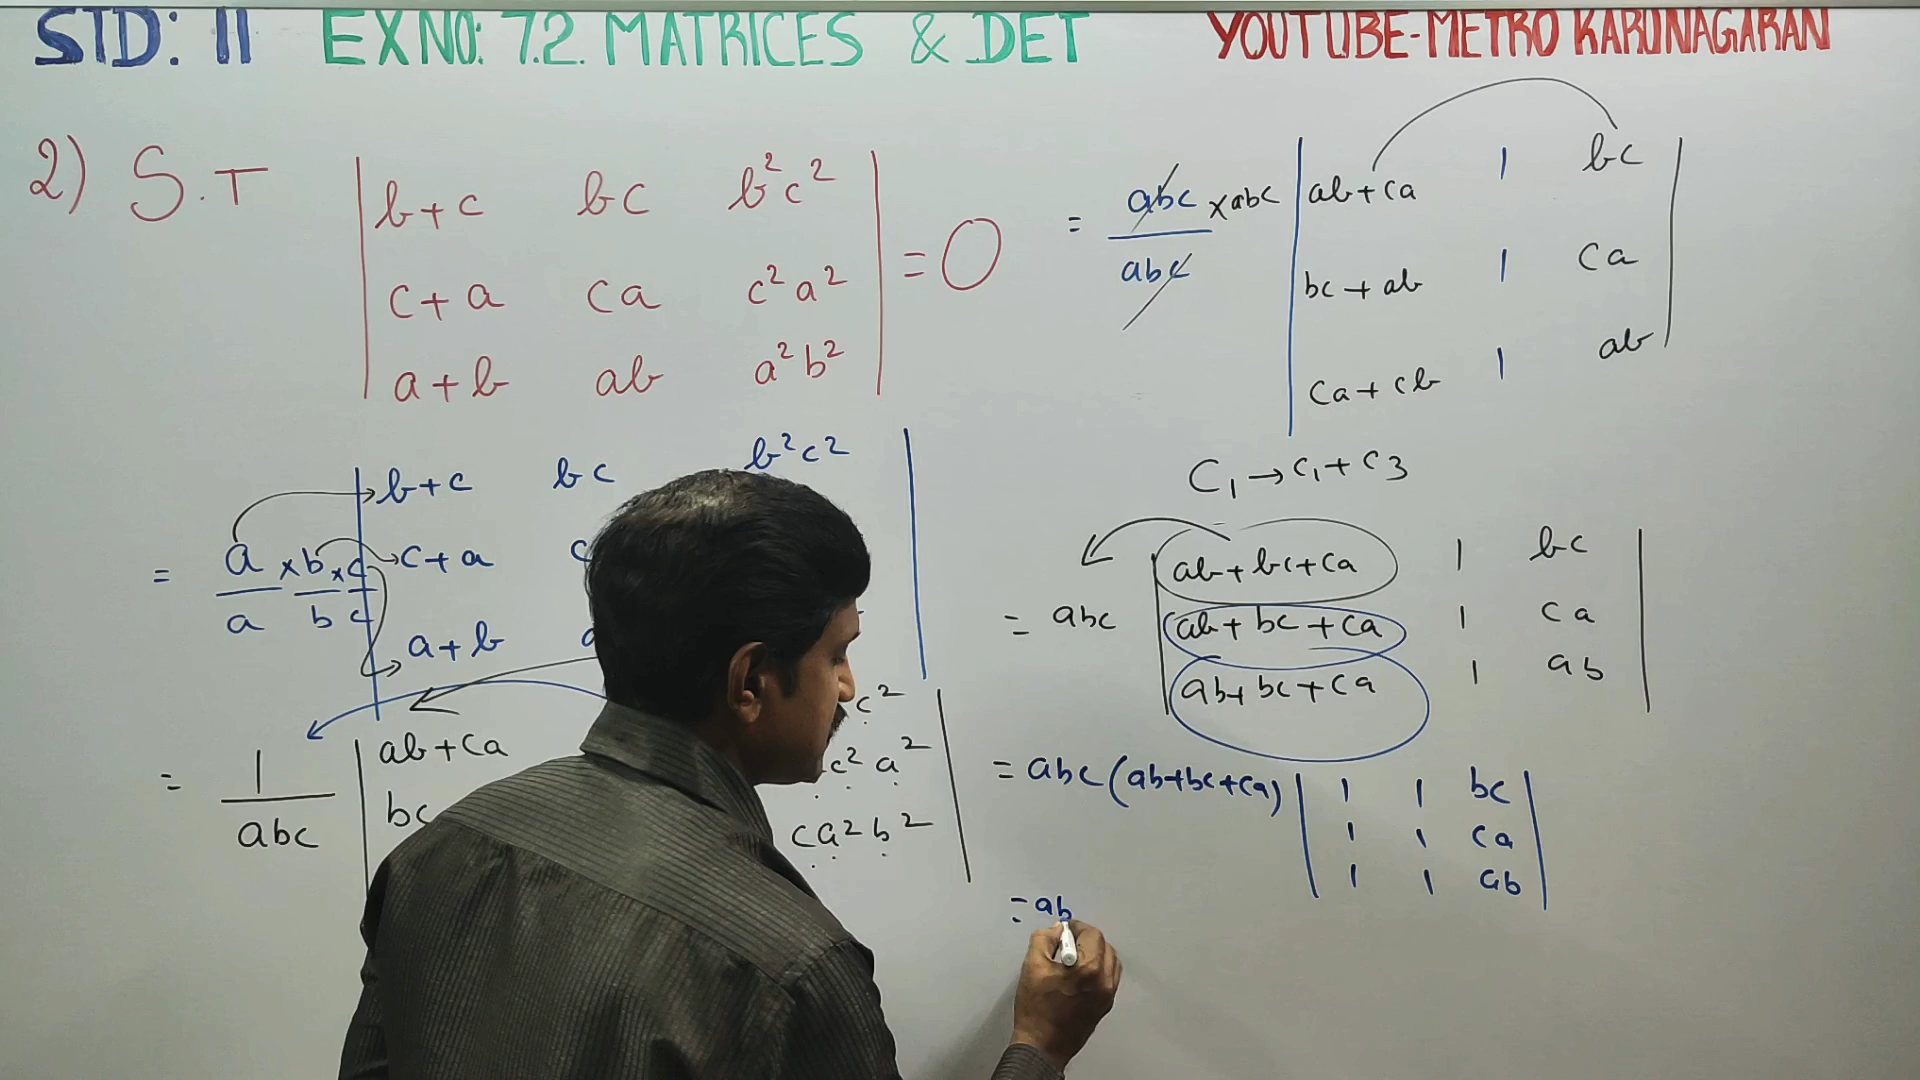 STD: 11 EX NO: 7.2. MATRICES & DET YOUTUBE-METRO KARUNAGARAN
2) S.T | b+c bc b²c² |
| c+a ca c²a² | = 0
| a+b ab a²b² |
| b+c bc b²c² |
= a/a × b/b × c/c | c+a c
| a+b a
c²
= 1/abc | ab+ca c²a²
| bc ca²b²
= abc/abc × abc | ab+ca 1 bc |
| bc+ab 1 ca |
| ca+cb 1 ab |
C₁→c₁+c₃
| ab+bc+ca 1 bc |
= abc | ab+bc+ca 1 ca |
| ab+bc+ca 1 ab |
= abc(ab+bc+ca) | 1 1 bc |
| 1 1 ca |
| 1 1 ab |
= ab